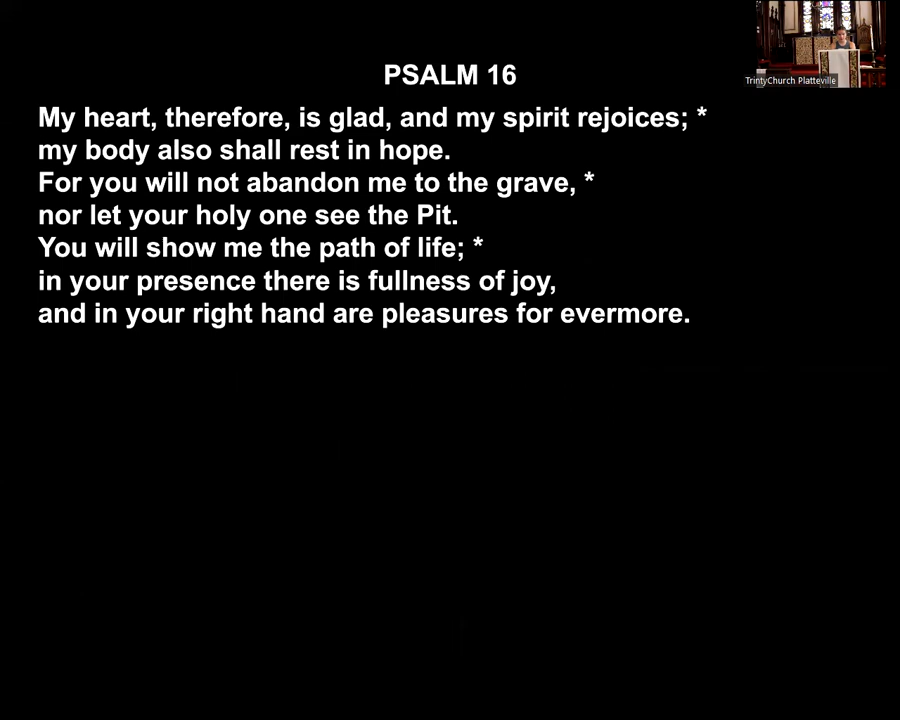 TrintyChurch Platteville
PSALM 16
My heart, therefore, is glad, and my spirit rejoices; *
my body also shall rest in hope.
For you will not abandon me to the grave, *
nor let your holy one see the Pit.
You will show me the path of life; *
in your presence there is fullness of joy,
and in your right hand are pleasures for evermore.